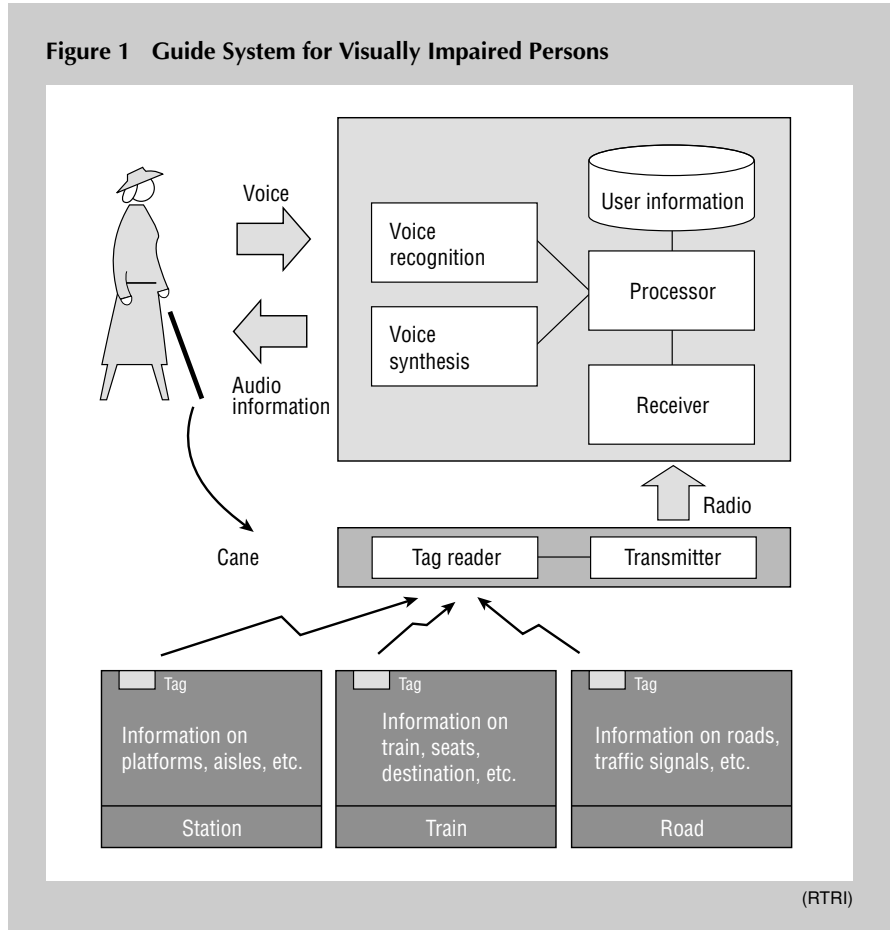 Figure 1 Guide System for Visually Impaired Persons
Voice
User information
Voice
recognition
Processor
Voice
synthesis
Audio
information
Receiver
Radio
Cane
Tag reader
Transmitter
Tag
Information on
platforms, aisles, etc.
Station
Tag
Information on
train, seats,
destination, etc.
Train
Tag
Information on roads,
traffic signals, etc.
Road
(RTRI)